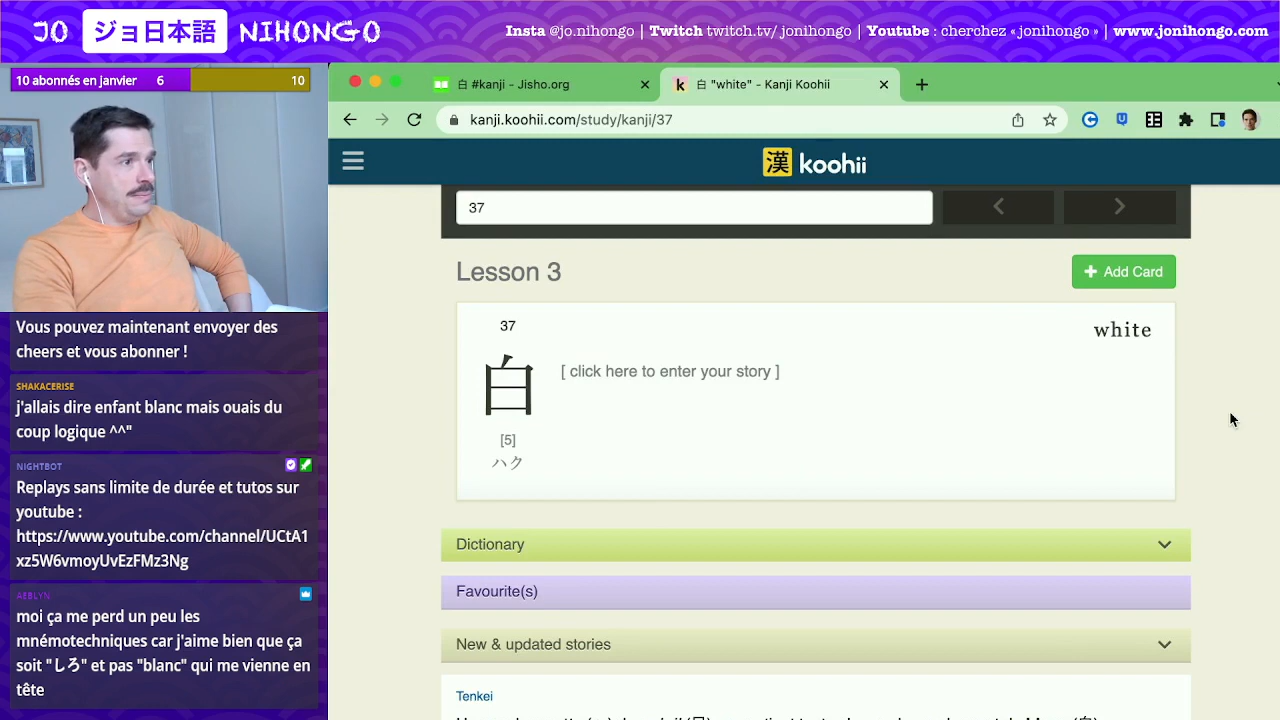 JO ジョ日本語 NIHONGO
Insta @jo.nihongo | Twitch twitch.tv/ jonihongo | Youtube : cherchez « jonihongo » | www.jonihongo.com
10 abonnés en janvier 6 10
白 #kanji - Jisho.org
k 白 "white" - Kanji Koohii
kanji.koohii.com/study/kanji/37
漢 koohii
37
Lesson 3
Add Card
37
white
白
[ click here to enter your story ]
[5]
ハク
Dictionary
Favourite(s)
New & updated stories
Tenkei
Vous pouvez maintenant envoyer des
cheers et vous abonner !
SHAKACERISE
j'allais dire enfant blanc mais ouais du
coup logique ^^"
NIGHTBOT
Replays sans limite de durée et tutos sur
youtube :
https://www.youtube.com/channel/UCtA1
xz5W6vmoyUvEzFMz3Ng
AEBLYN
moi ça me perd un peu les
mnémotechniques car j'aime bien que ça
soit "しろ" et pas "blanc" qui me vienne en
tête